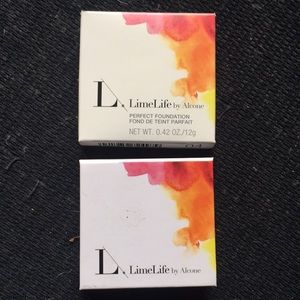 L LimeLife by Alcone
PERFECT FOUNDATION
FOND DE TEINT PARFAIT
NET WT. 0.42 OZ./12g
L LimeLife by Alcone